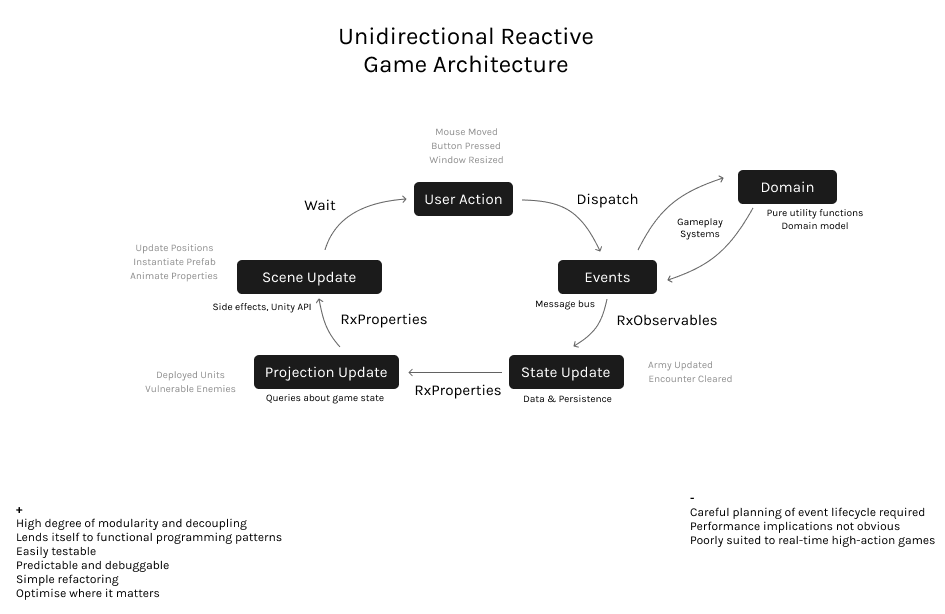 Unidirectional Reactive
Game Architecture
Mouse Moved
Button Pressed
Window Resized
User Action
Wait
Dispatch
Domain
Pure utility functions
Domain model
Gameplay
Systems
Update Positions
Instantiate Prefab
Animate Properties
Scene Update
Side effects, Unity API
Events
Message bus
RxProperties
RxObservables
Deployed Units
Vulnerable Enemies
Projection Update
Queries about game state
RxProperties
State Update
Data & Persistence
Army Updated
Encounter Cleared
+
High degree of modularity and decoupling
Lends itself to functional programming patterns
Easily testable
Predictable and debuggable
Simple refactoring
Optimise where it matters
-
Careful planning of event lifecycle required
Performance implications not obvious
Poorly suited to real-time high-action games